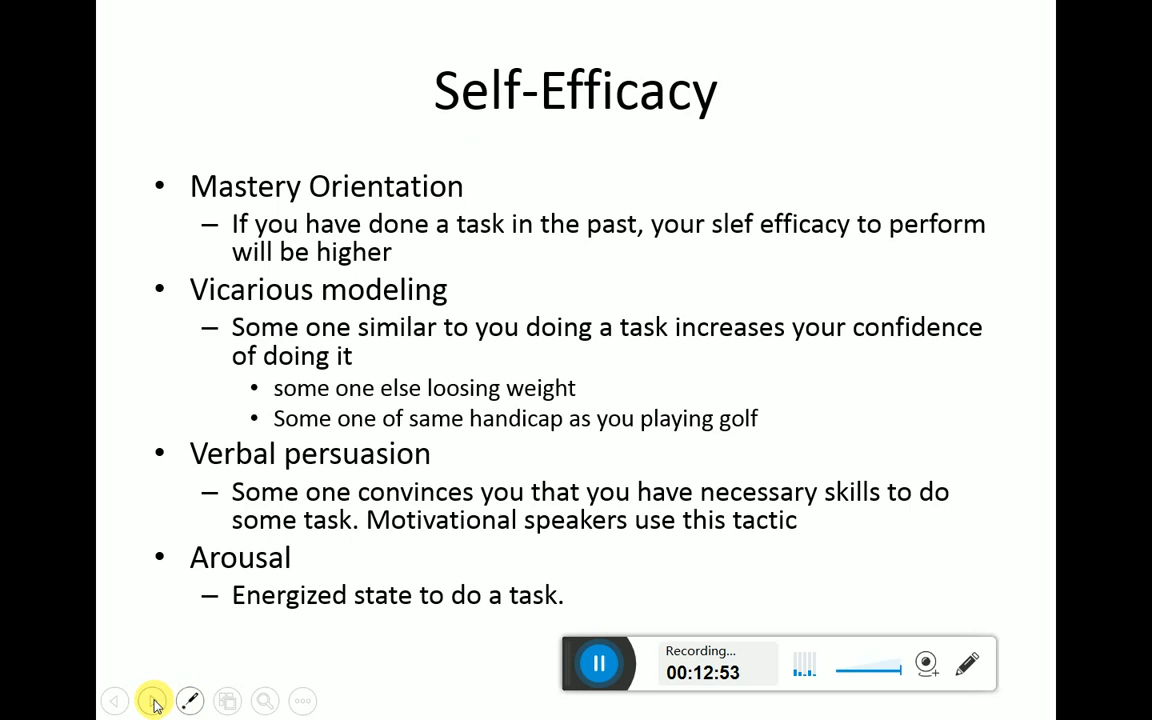 Self-Efficacy
• Mastery Orientation
– If you have done a task in the past, your slef efficacy to perform
will be higher
• Vicarious modeling
– Some one similar to you doing a task increases your confidence
of doing it
• some one else loosing weight
• Some one of same handicap as you playing golf
• Verbal persuasion
– Some one convinces you that you have necessary skills to do
some task. Motivational speakers use this tactic
• Arousal
– Energized state to do a task.
Recording...
00:12:53